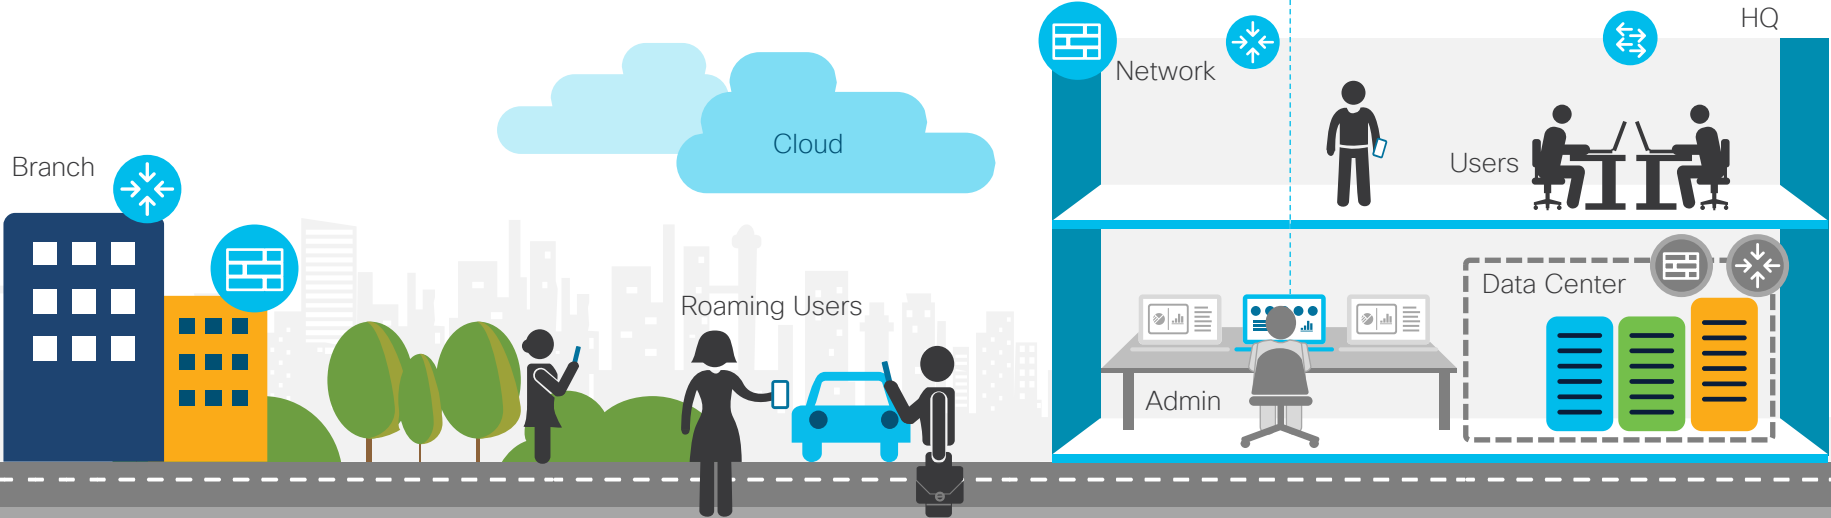 HQ
Network
Cloud
Branch
Users
Data Center
Roaming Users
Admin